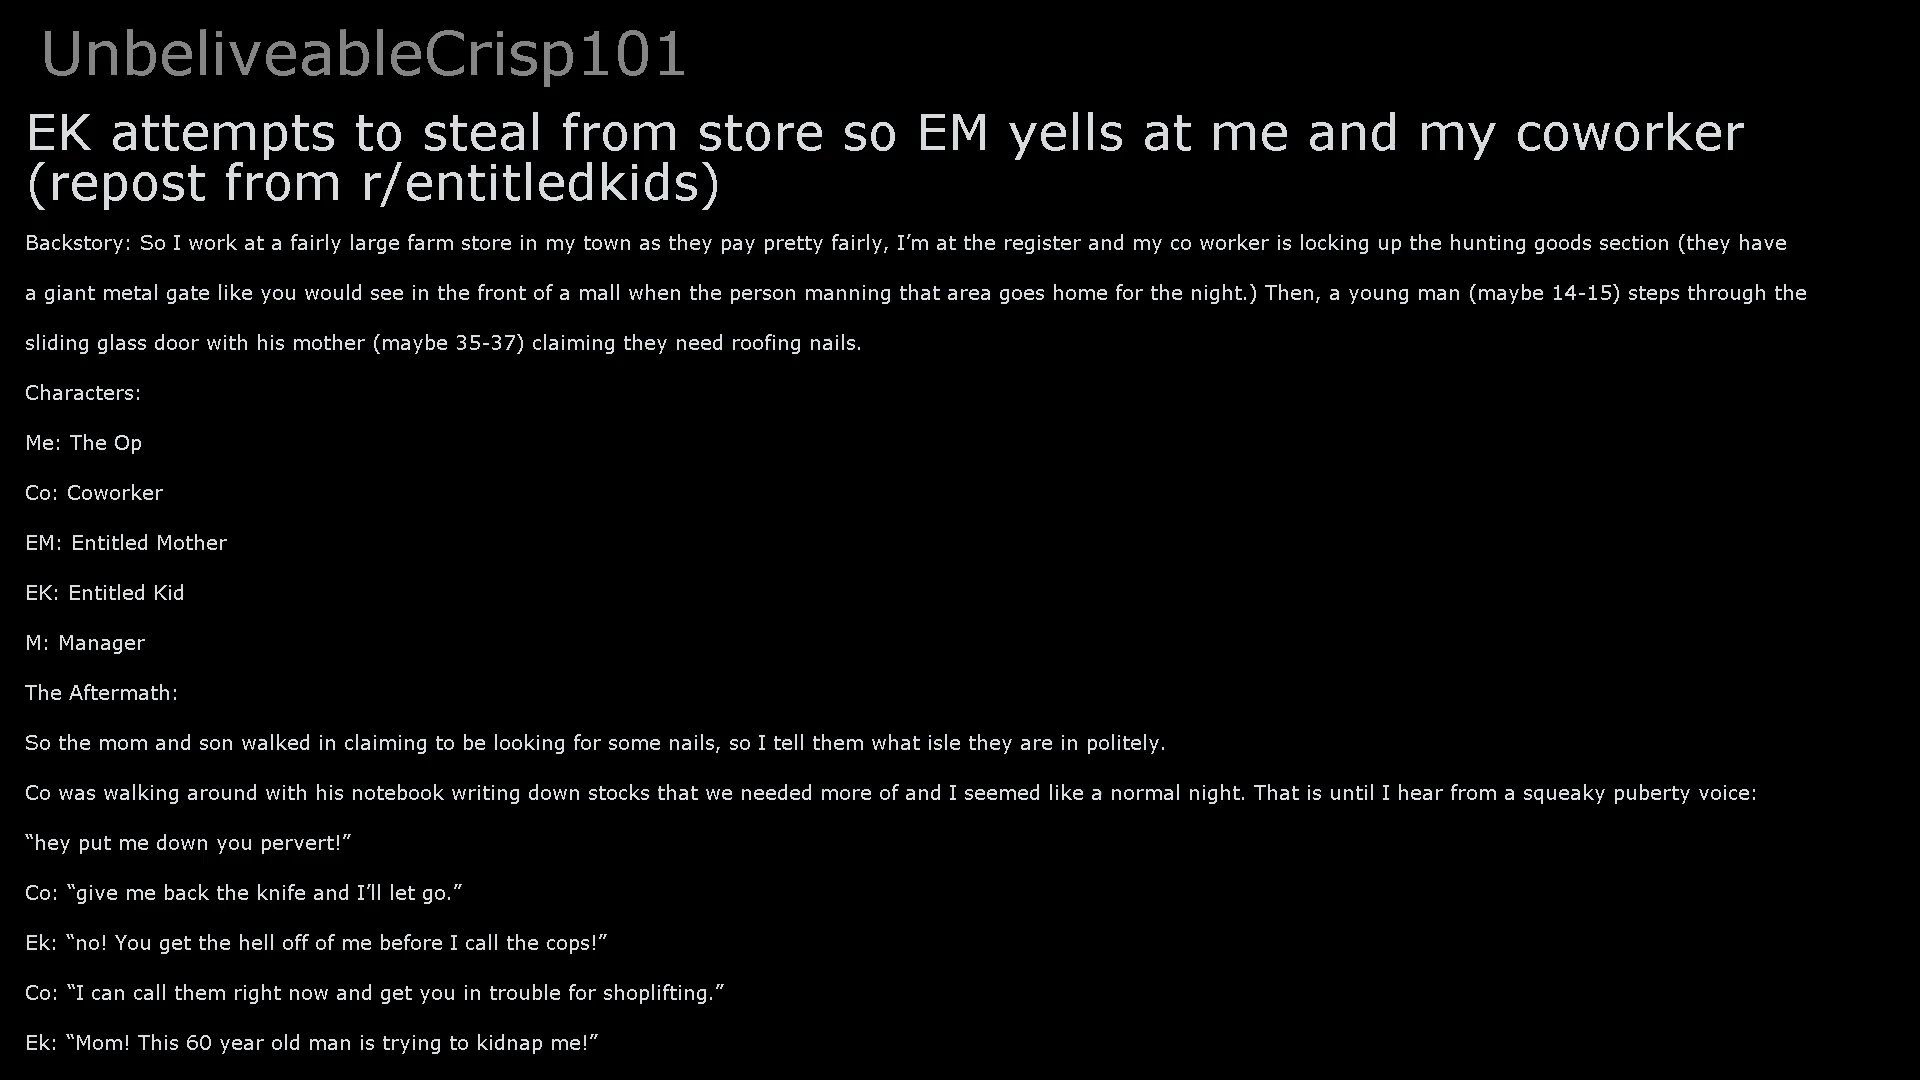 UnbeliveableCrisp101
EK attempts to steal from store so EM yells at me and my coworker
(repost from r/entitledkids)
Backstory: So I work at a fairly large farm store in my town as they pay pretty fairly, I’m at the register and my co worker is locking up the hunting goods section (they have
a giant metal gate like you would see in the front of a mall when the person manning that area goes home for the night.) Then, a young man (maybe 14-15) steps through the
sliding glass door with his mother (maybe 35-37) claiming they need roofing nails.
Characters:
Me: The Op
Co: Coworker
EM: Entitled Mother
EK: Entitled Kid
M: Manager
The Aftermath:
So the mom and son walked in claiming to be looking for some nails, so I tell them what isle they are in politely.
Co was walking around with his notebook writing down stocks that we needed more of and I seemed like a normal night. That is until I hear from a squeaky puberty voice:
“hey put me down you pervert!”
Co: “give me back the knife and I’ll let go.”
Ek: “no! You get the hell off of me before I call the cops!”
Co: “I can call them right now and get you in trouble for shoplifting.”
Ek: “Mom! This 60 year old man is trying to kidnap me!”